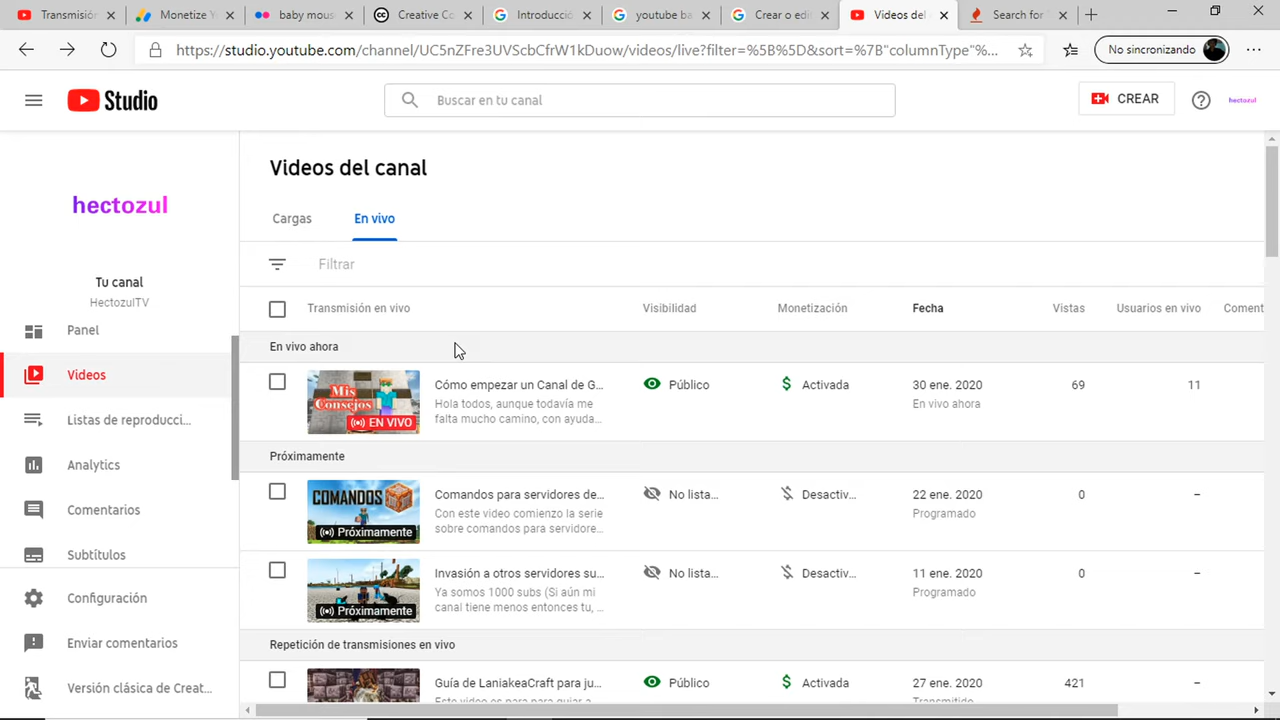 Transmisión
Monetize Y
baby mous
Creative Co
Introducció
youtube ba
Crear o edi
Videos del
Search for
https://studio.youtube.com/channel/UC5nZFre3UVScbCfrW1kDuow/videos/live?filter=%5B%5D&sort=%7B"columnType"%...
No sincronizando
Studio
Buscar en tu canal
CREAR
hectozul
hectozul
Tu canal
HectozulTV
Panel
Videos
Listas de reproducci...
Analytics
Comentarios
Subtítulos
Configuración
Enviar comentarios
Versión clásica de Creat...
Videos del canal
Cargas
En vivo
Filtrar
Transmisión en vivo
Visibilidad
Monetización
Fecha
Vistas
Usuarios en vivo
Coment
En vivo ahora
Mis
Consejos
EN VIVO
Cómo empezar un Canal de G...
Hola todos, aunque todavía me
falta mucho camino, con ayuda...
Público
Activada
30 ene. 2020
En vivo ahora
69
11
Próximamente
COMANDOS
Próximamente
Comandos para servidores de...
Con este video comienzo la serie
sobre comandos para servidore...
No lista...
Desactiv...
22 ene. 2020
Programado
0
–
Próximamente
Invasión a otros servidores su...
Ya somos 1000 subs (Si aún mi
canal tiene menos entonces tu, ...
No lista...
Desactiv...
11 ene. 2020
Programado
0
–
Repetición de transmisiones en vivo
Guía de LaniakeaCraft para ju...
Este video es para para guiar a
Público
Activada
27 ene. 2020
Transmitido
421
–